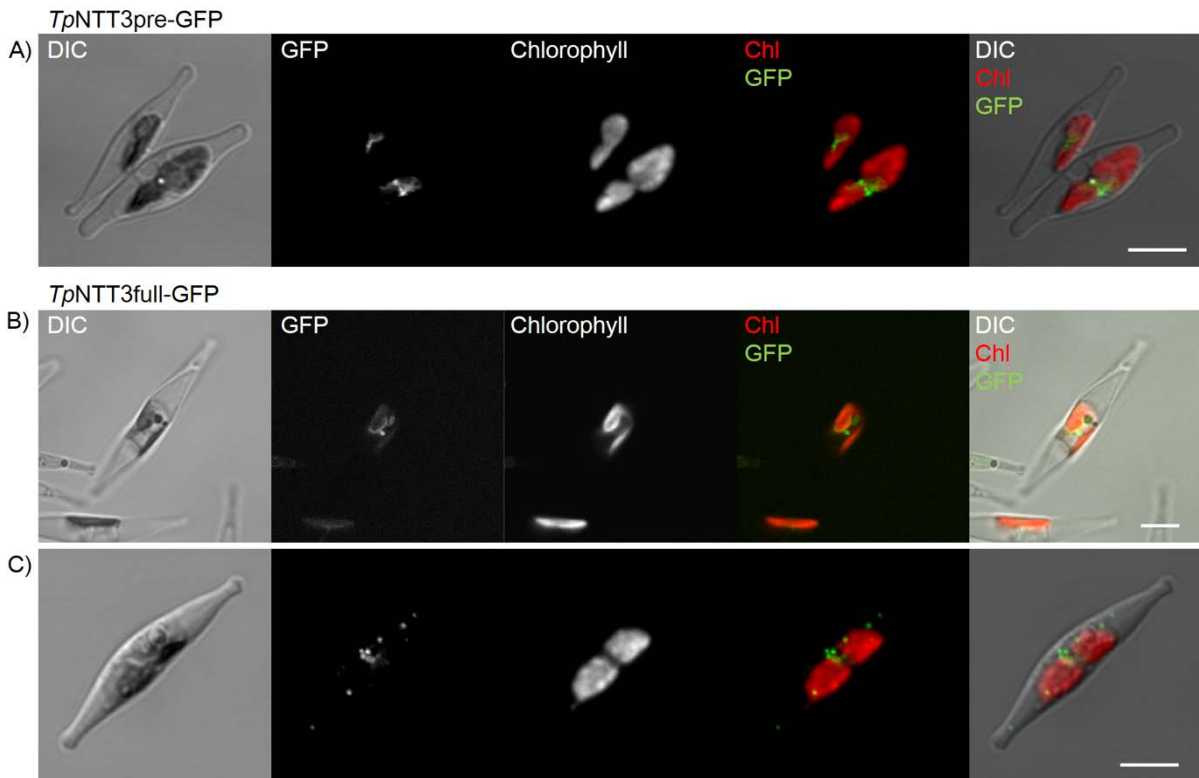 TpNTT3pre-GFP
A)
DIC
GFP
Chlorophyll
Chl
GFP
DIC
Chl
GFP
TpNTT3full-GFP
B)
DIC
GFP
Chlorophyll
Chl
GFP
DIC
Chl
GFP
C)